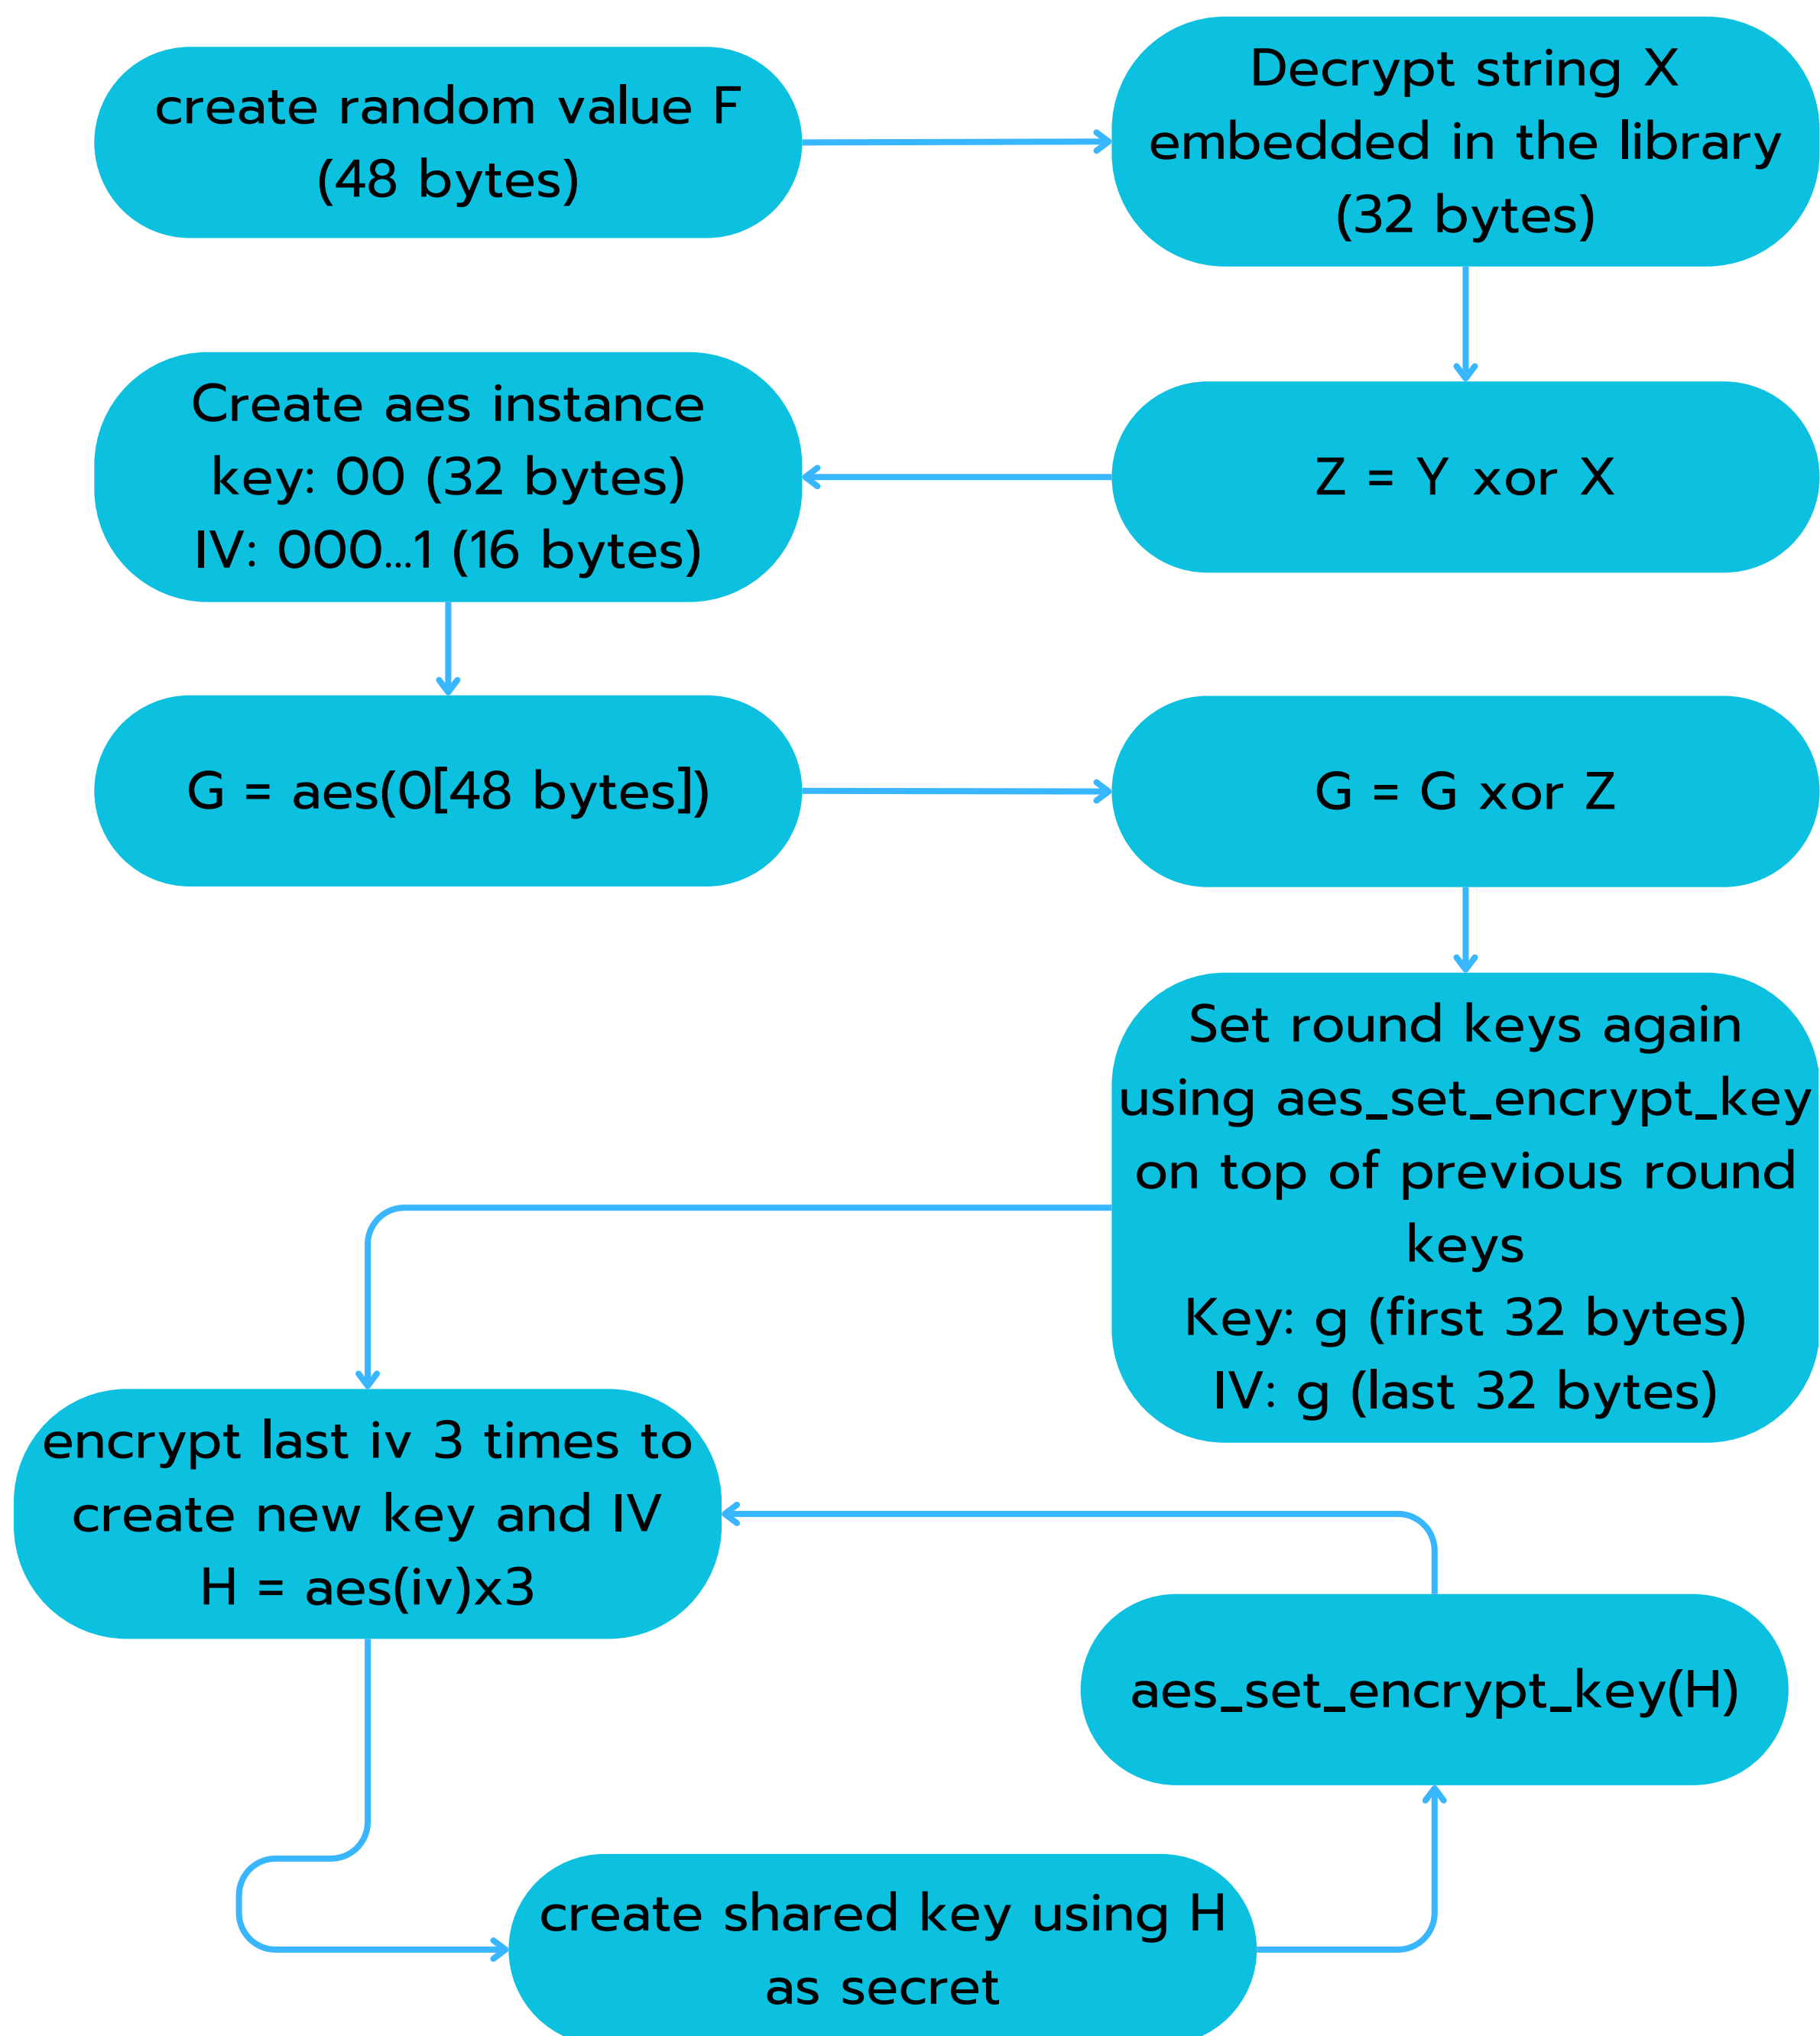 create random value F
(48 bytes)
Decrypt string X
embedded in the library
(32 bytes)
Z = Y xor X
Create aes instance
key: 00 (32 bytes)
IV: 000...1 (16 bytes)
G = aes(0[48 bytes])
G = G xor Z
Set round keys again
using aes_set_encrypt_key
on top of previous round
keys
Key: g (first 32 bytes)
IV: g (last 32 bytes)
encrypt last iv 3 times to
create new key and IV
H = aes(iv)x3
create shared key using H
as secret
aes_set_encrypt_key(H)